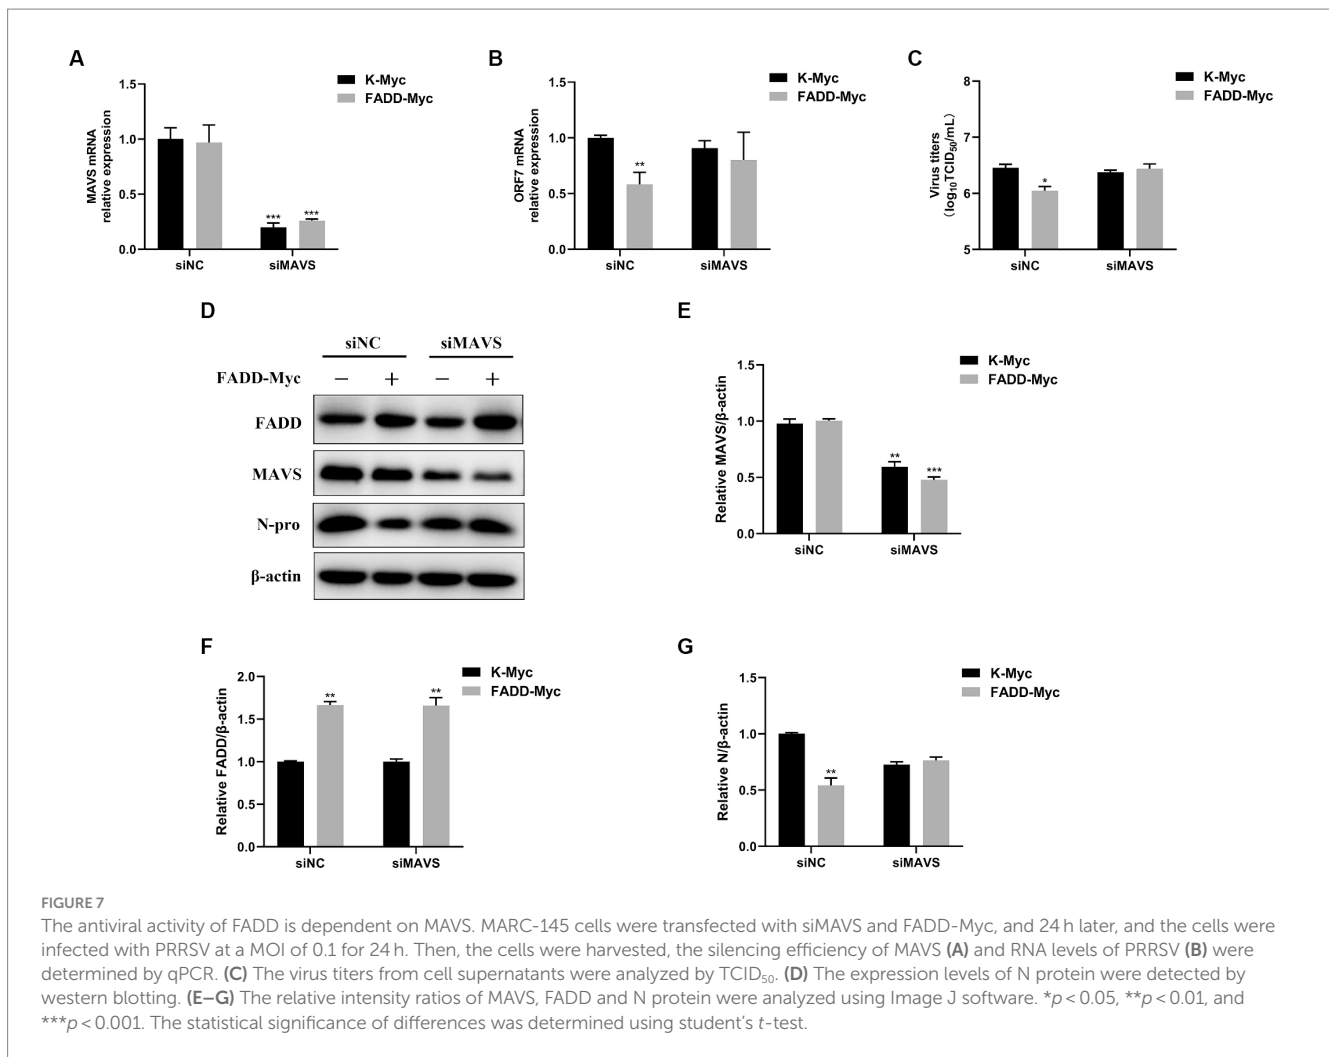 A
MAVS mRNA
relative expression
1.5
1.0
0.5
0.0
*** ***
siNC siMAVS
K-Myc
FADD-Myc
B
ORF7 mRNA
relative expression
1.5
1.0
0.5
0.0
**
siNC siMAVS
K-Myc
FADD-Myc
C
Virus titers
(log₁₀TCID₅₀/mL)
8
7
6
5
*
siNC siMAVS
K-Myc
FADD-Myc
D
siNC siMAVS
FADD-Myc − + − +
FADD
MAVS
N-pro
β-actin
E
Relative MAVS/β-actin
1.5
1.0
0.5
0.0
** ***
siNC siMAVS
K-Myc
FADD-Myc
F
Relative FADD/β-actin
2.0
1.5
1.0
0.5
0.0
** **
siNC siMAVS
K-Myc
FADD-Myc
G
Relative N/β-actin
1.5
1.0
0.5
0.0
**
siNC siMAVS
K-Myc
FADD-Myc
FIGURE 7
The antiviral activity of FADD is dependent on MAVS. MARC-145 cells were transfected with siMAVS and FADD-Myc, and 24 h later, and the cells were
infected with PRRSV at a MOI of 0.1 for 24 h. Then, the cells were harvested, the silencing efficiency of MAVS (A) and RNA levels of PRRSV (B) were
determined by qPCR. (C) The virus titers from cell supernatants were analyzed by TCID₅₀. (D) The expression levels of N protein were detected by
western blotting. (E–G) The relative intensity ratios of MAVS, FADD and N protein were analyzed using Image J software. *p < 0.05, **p < 0.01, and
***p < 0.001. The statistical significance of differences was determined using student's t-test.